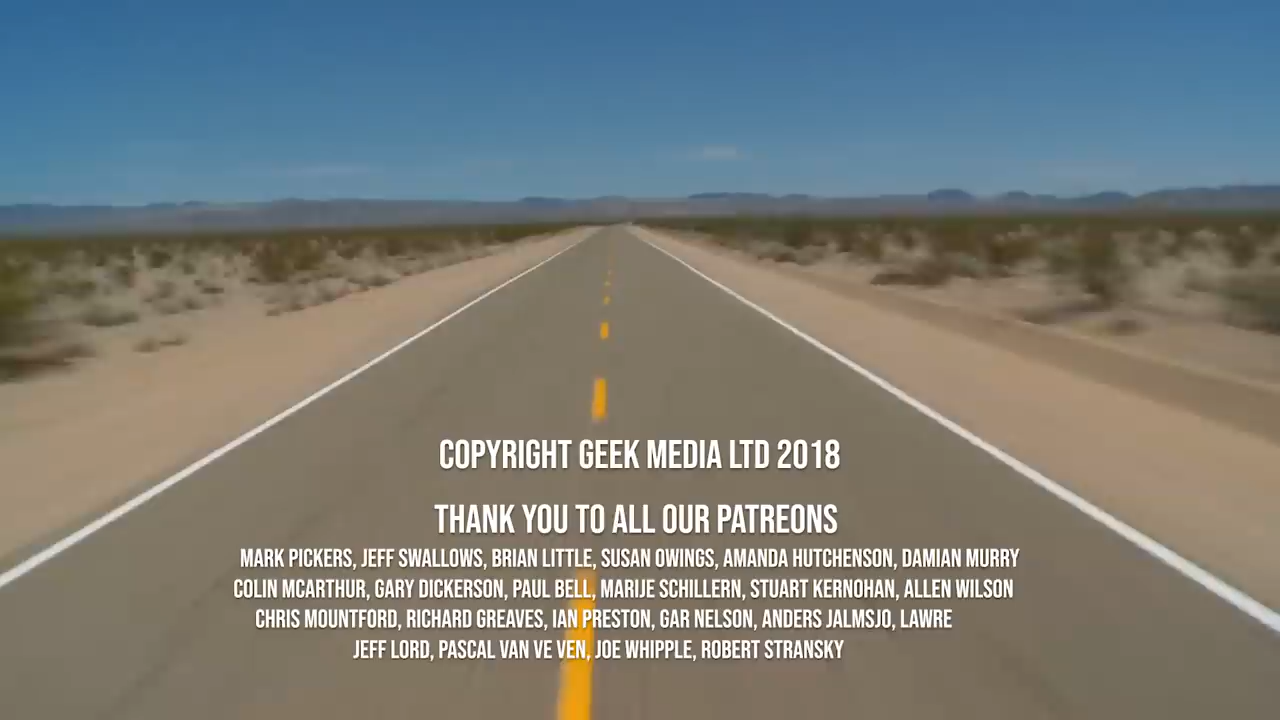 COPYRIGHT GEEK MEDIA LTD 2018
THANK YOU TO ALL OUR PATREONS
MARK PICKERS, JEFF SWALLOWS, BRIAN LITTLE, SUSAN OWINGS, AMANDA HUTCHENSON, DAMIAN MURRY
COLIN MCARTHUR, GARY DICKERSON, PAUL BELL, MARIJE SCHILLERN, STUART KERNOHAN, ALLEN WILSON
CHRIS MOUNTFORD, RICHARD GREAVES, IAN PRESTON, GAR NELSON, ANDERS JALMSJO, LAWRE
JEFF LORD, PASCAL VAN VE VEN, JOE WHIPPLE, ROBERT STRANSKY